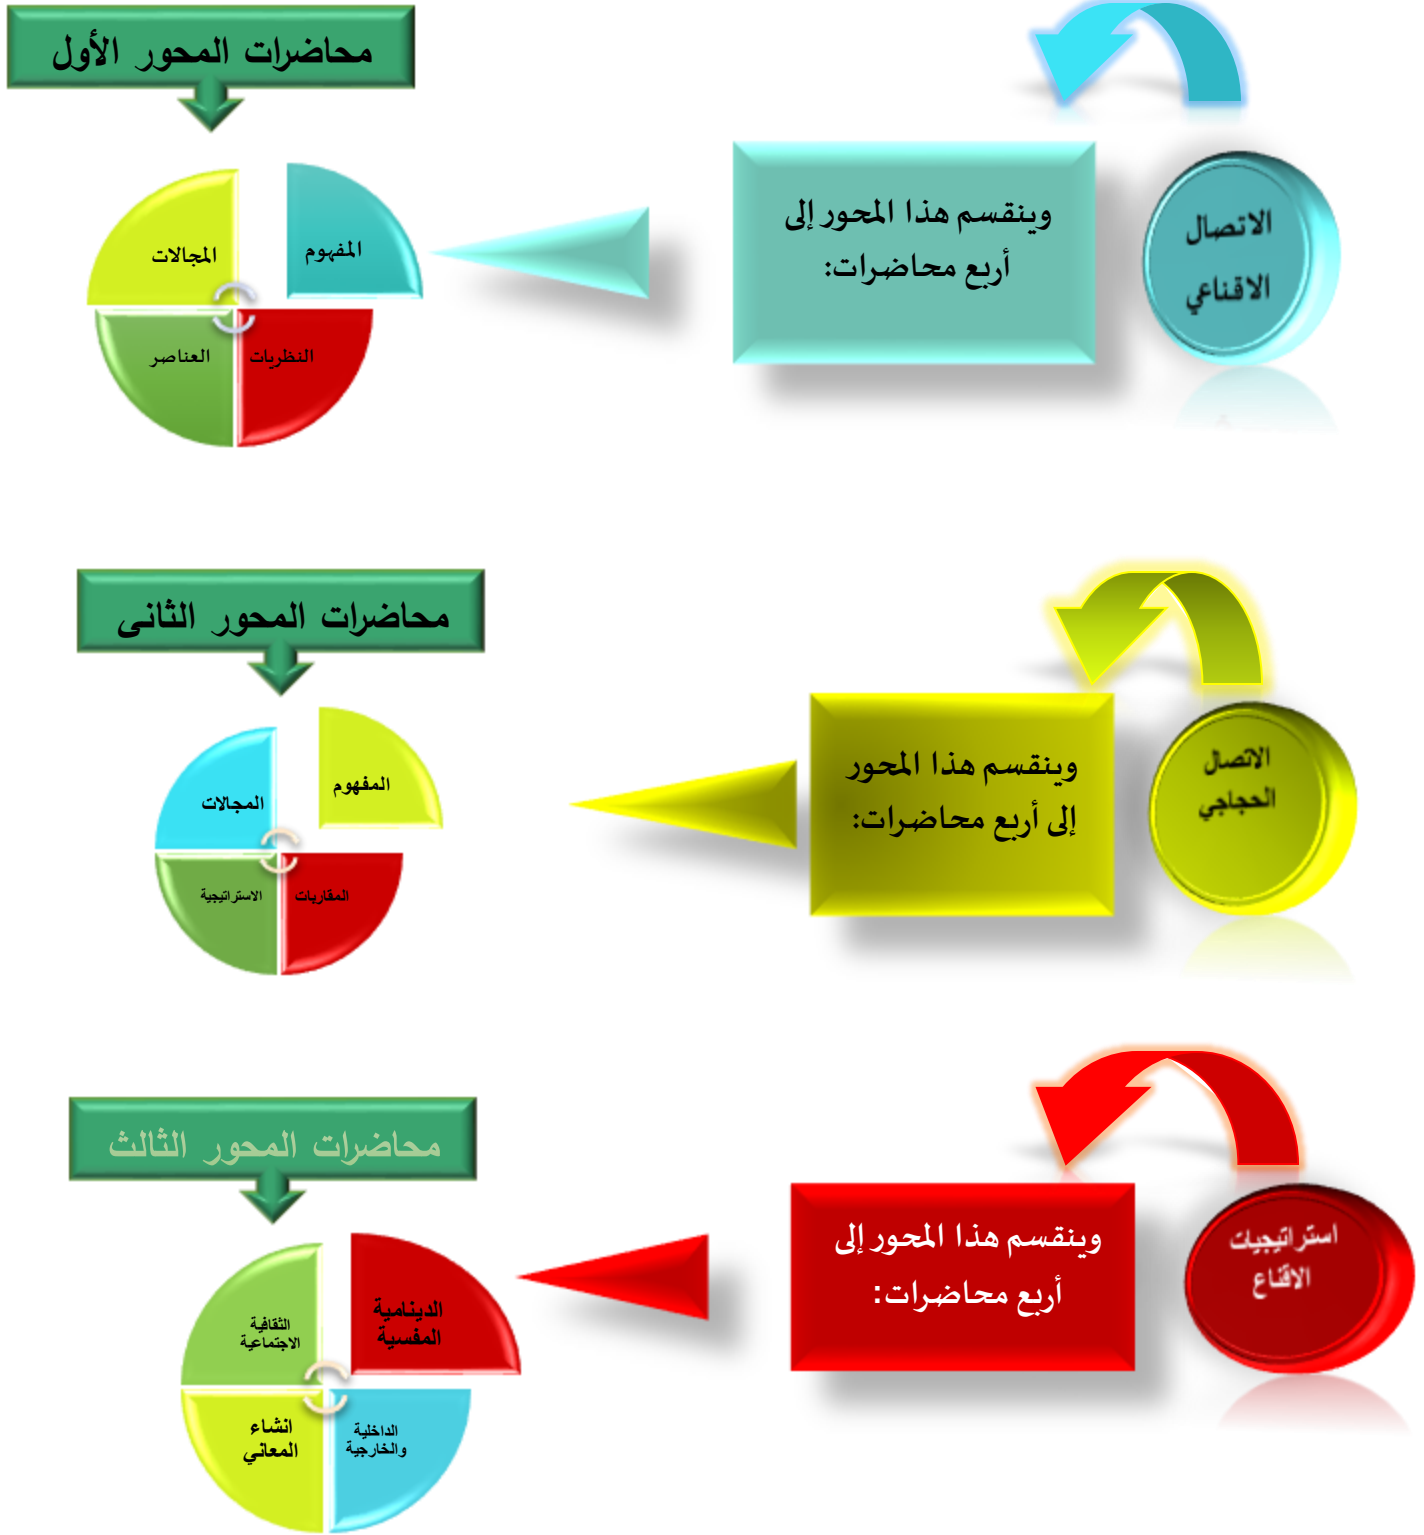 محاضرات المحور الأول
الاتصال
الاقناعي
وينقسم هذا المحور إلى
أربع محاضرات:
المفهوم
المجالات
النظريات
العناصر
محاضرات المحور الثانى
الاتصال
الحجاجي
وينقسم هذا المحور
إلى أربع محاضرات:
المفهوم
المجالات
المقاربات
الاستراتيجية
محاضرات المحور الثالث
استراتيجيات
الاقناع
وينقسم هذا المحور إلى
أربع محاضرات:
الدينامية
المفسية
الثقافية
الاجتماعية
الداخلية
والخارجية
انشاء
المعاني